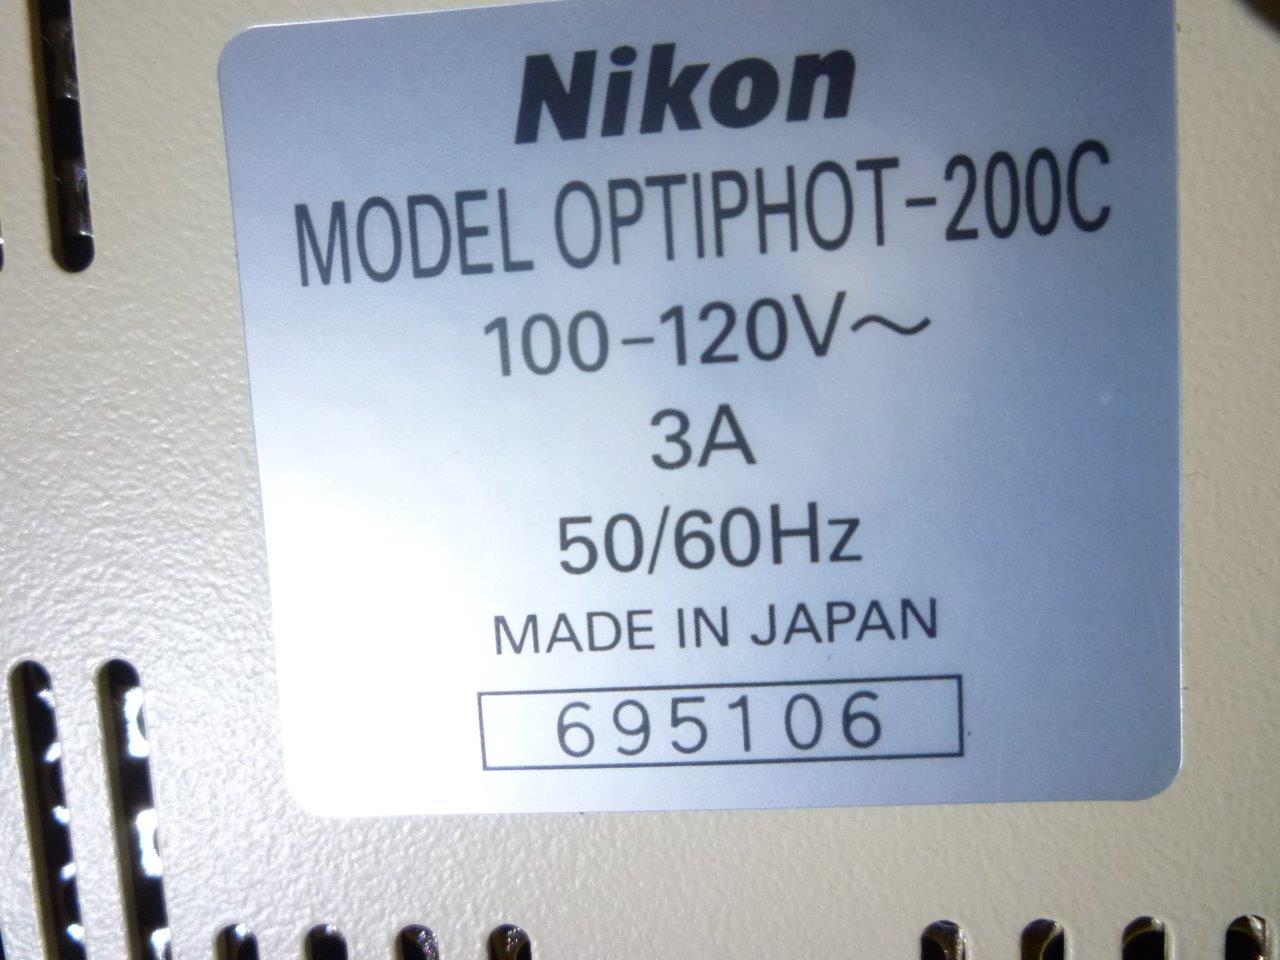 Nikon
MODEL OPTIPHOT-200C
100-120V~
3A
50/60Hz
MADE IN JAPAN
695106